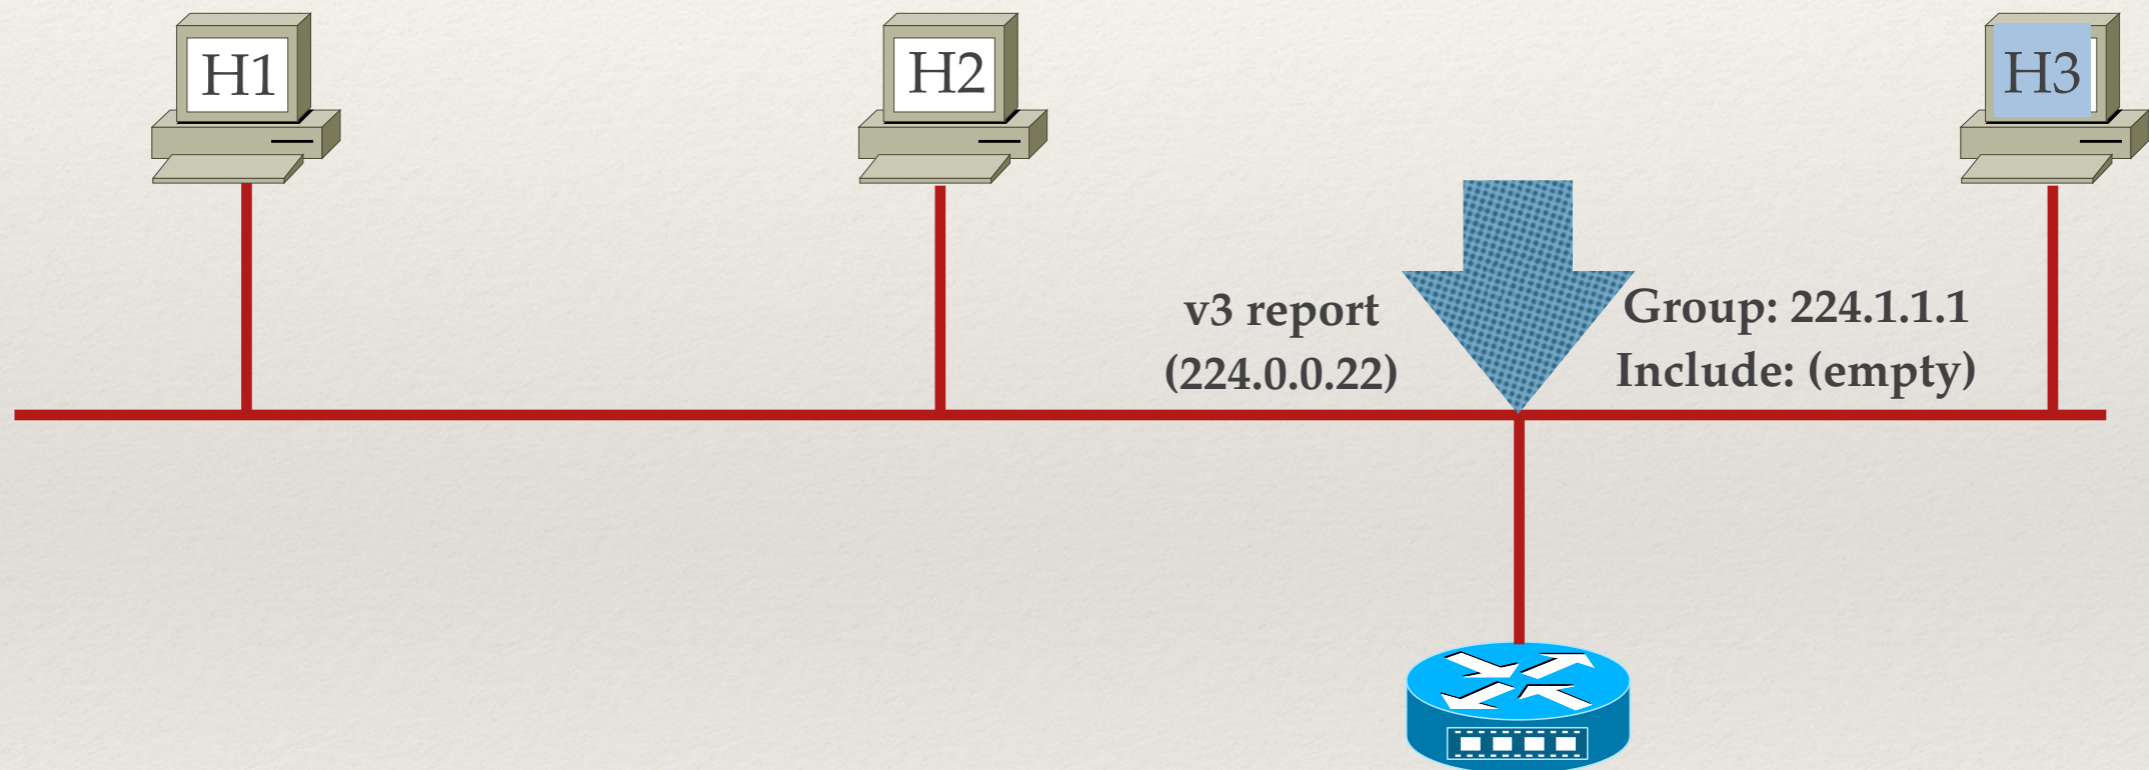 H1
H2
H3
v3 report
(224.0.0.22)
Group: 224.1.1.1
Include: (empty)